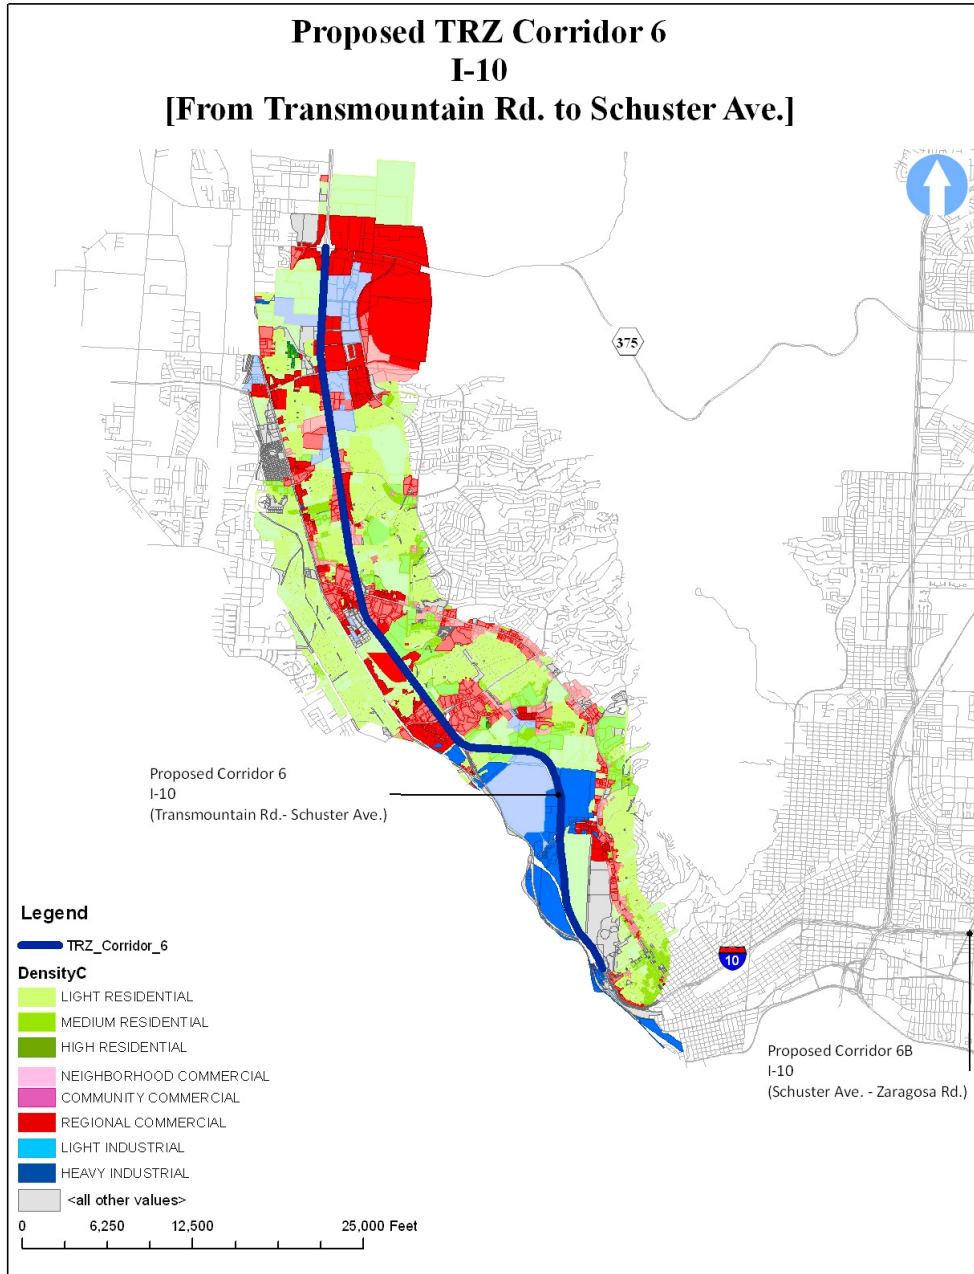 Proposed TRZ Corridor 6
I-10
[From Transmountain Rd. to Schuster Ave.]
375
Proposed Corridor 6
I-10
(Transmountain Rd.- Schuster Ave.)
Legend
TRZ_Corridor_6
DensityC
LIGHT RESIDENTIAL
MEDIUM RESIDENTIAL
HIGH RESIDENTIAL
NEIGHBORHOOD COMMERCIAL
COMMUNITY COMMERCIAL
REGIONAL COMMERCIAL
LIGHT INDUSTRIAL
HEAVY INDUSTRIAL
<all other values>
0 6,250 12,500 25,000 Feet
10
Proposed Corridor 6B
I-10
(Schuster Ave. - Zaragosa Rd.)